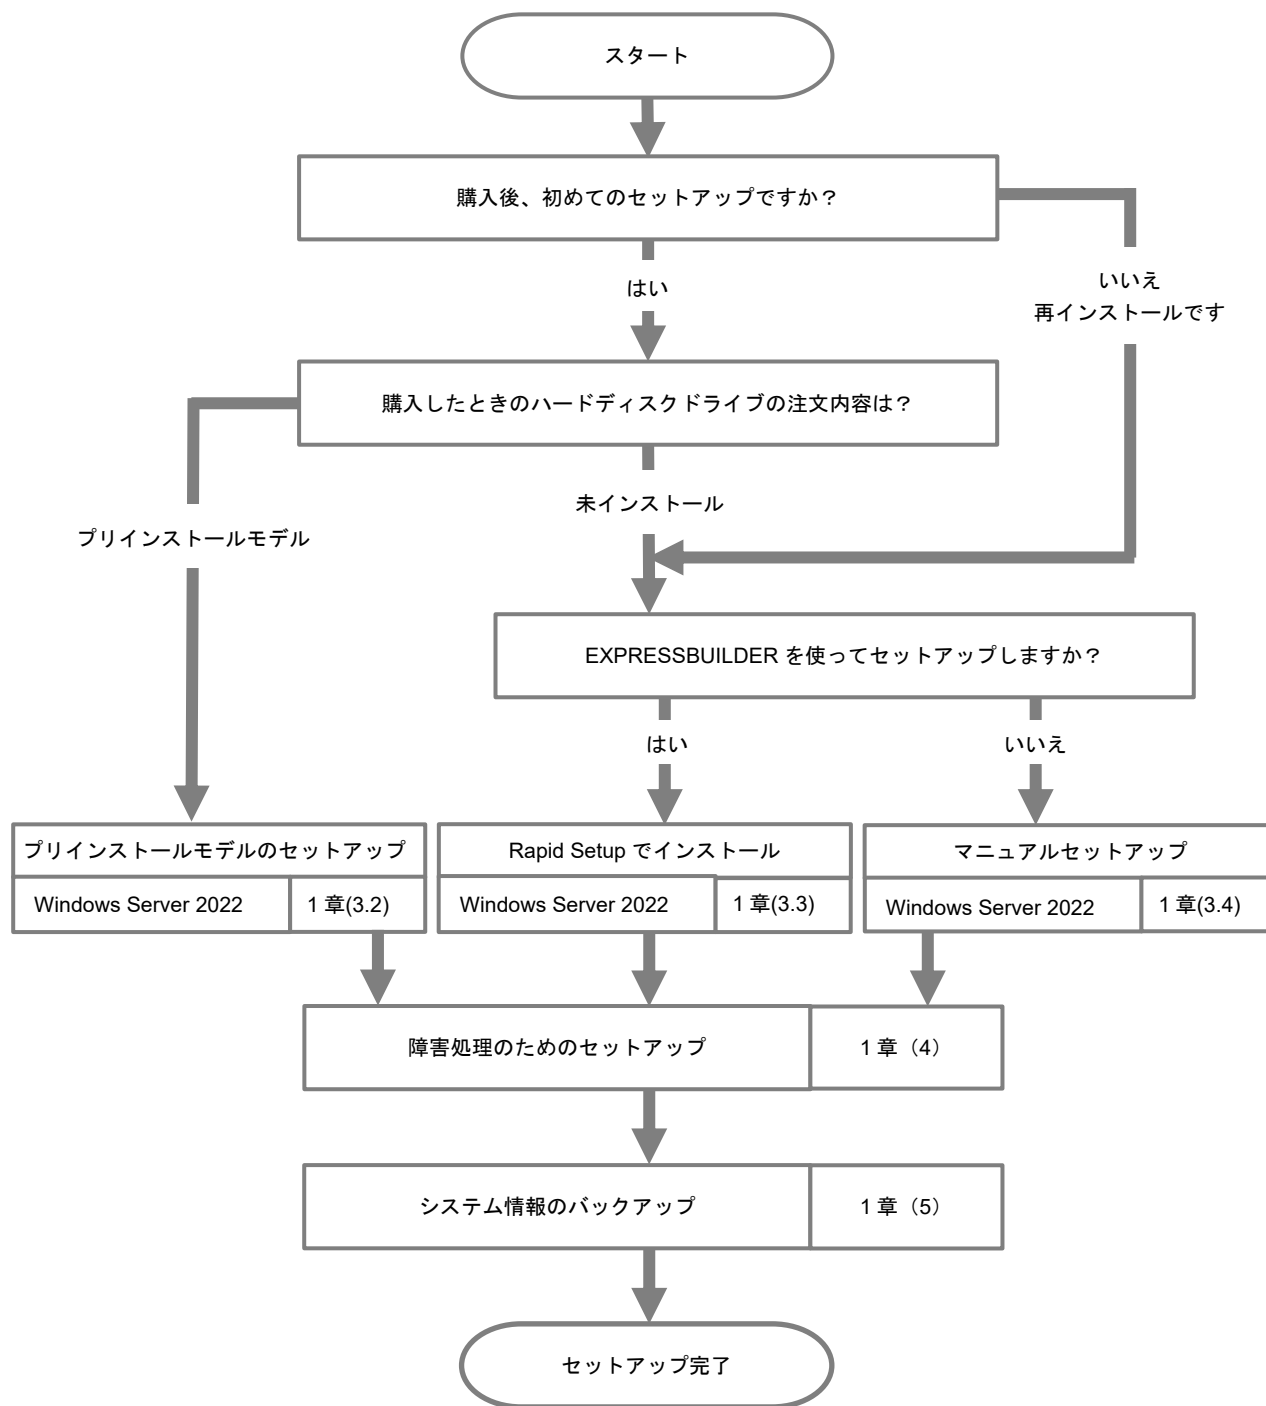 スタート
購入後、初めてのセットアップですか？
はい
いいえ
再インストールです
購入したときのハードディスクドライブの注文内容は？
未インストール
プリインストールモデル
EXPRESSBUILDER を使ってセットアップしますか？
はい
いいえ
プリインストールモデルのセットアップ
Windows Server 2022
1 章(3.2)
Rapid Setup でインストール
Windows Server 2022
1 章(3.3)
マニュアルセットアップ
Windows Server 2022
1 章(3.4)
障害処理のためのセットアップ
1 章（4）
システム情報のバックアップ
1 章（5）
セットアップ完了